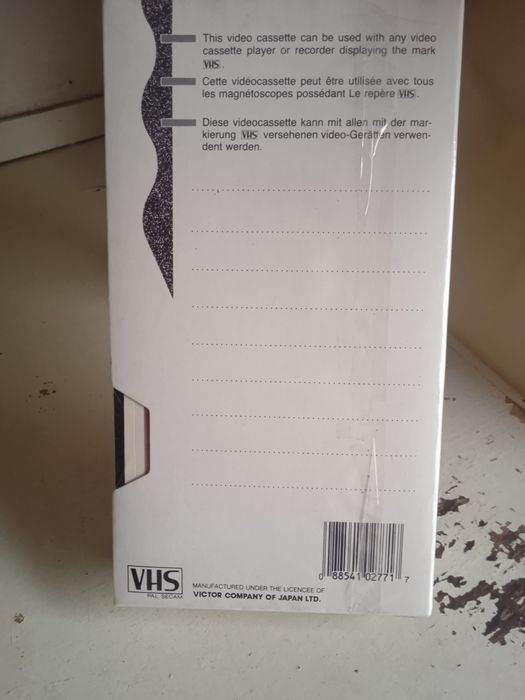 This video cassette can be used with any video
cassette player or recorder displaying the mark
VHS.
Cette vidéocassette peut être utilisée avec tous
les magnétoscopes possédant Le repère VHS.
Diese videocassette kann mit allen mit der mar-
kierung VHS versehenen video-Gerätten verwen-
dent werden.
0 88541 02771 7
VHS
PAL SECAM
MANUFACTURED UNDER THE LICENCEE OF
VICTOR COMPANY OF JAPAN LTD.